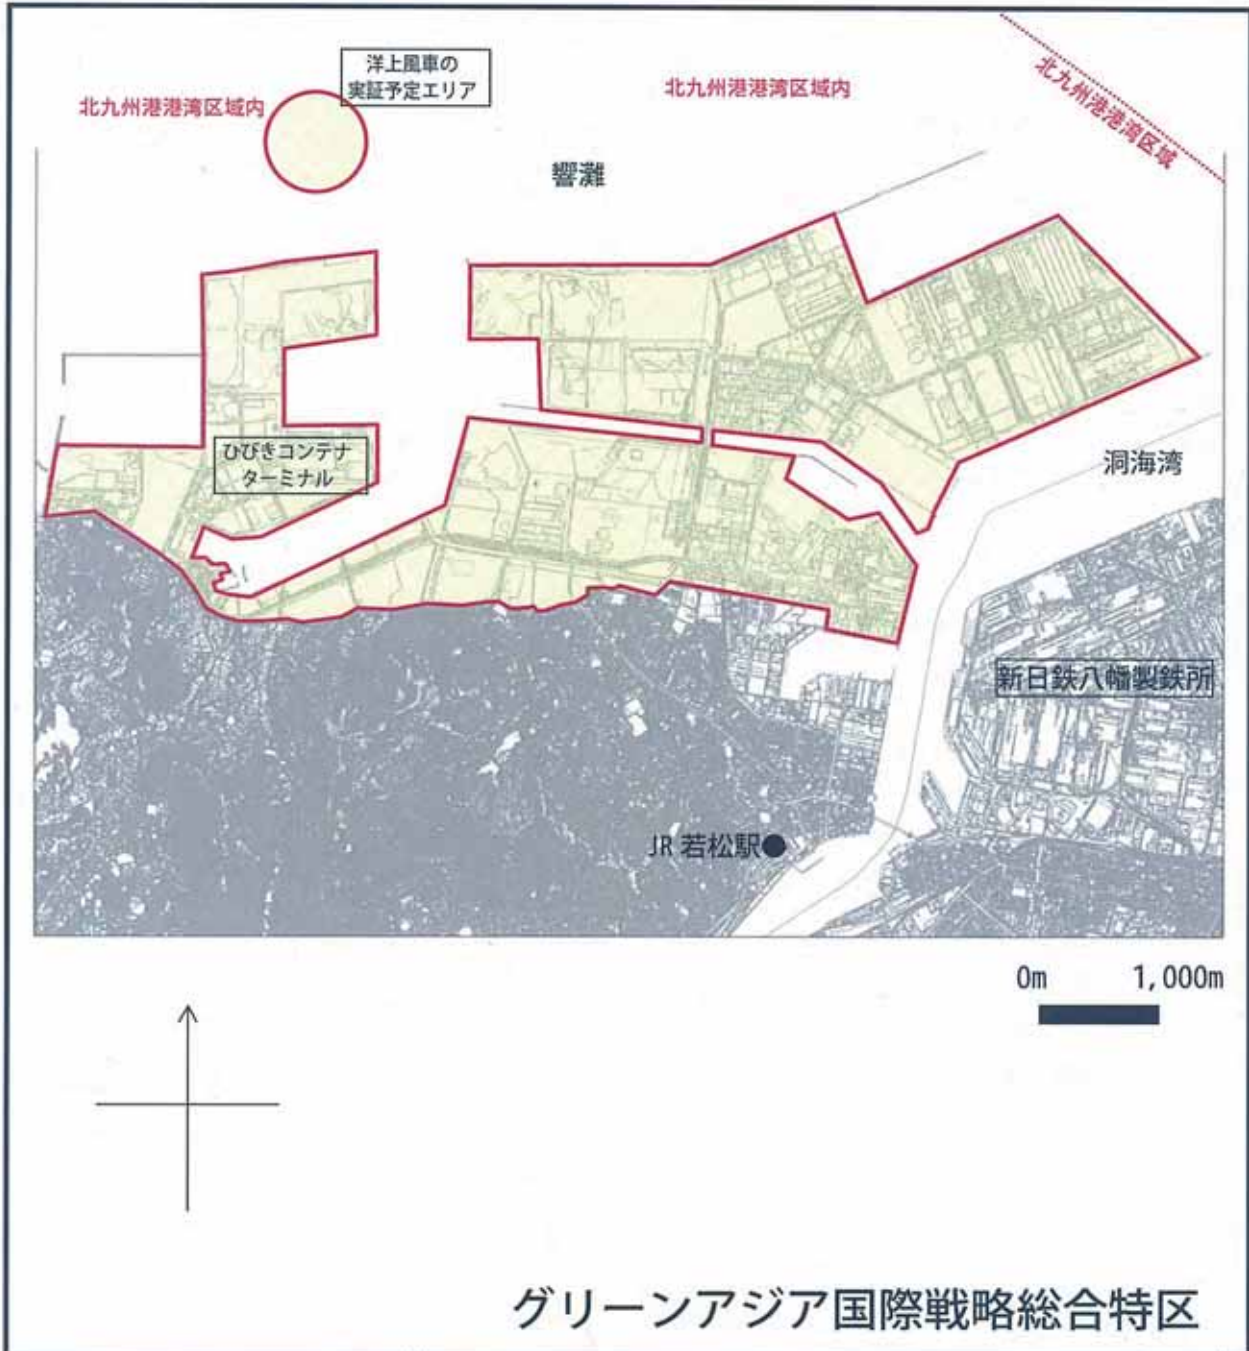 洋上風車の
実証予定エリア
北九州港港湾区域内
北九州港港湾区域内
北九州港港湾区域
響灘
ひびきコンテナ
ターミナル
洞海湾
新日鉄八幡製鉄所
JR 若松駅
0m 1,000m
グリーンアジア国際戦略総合特区